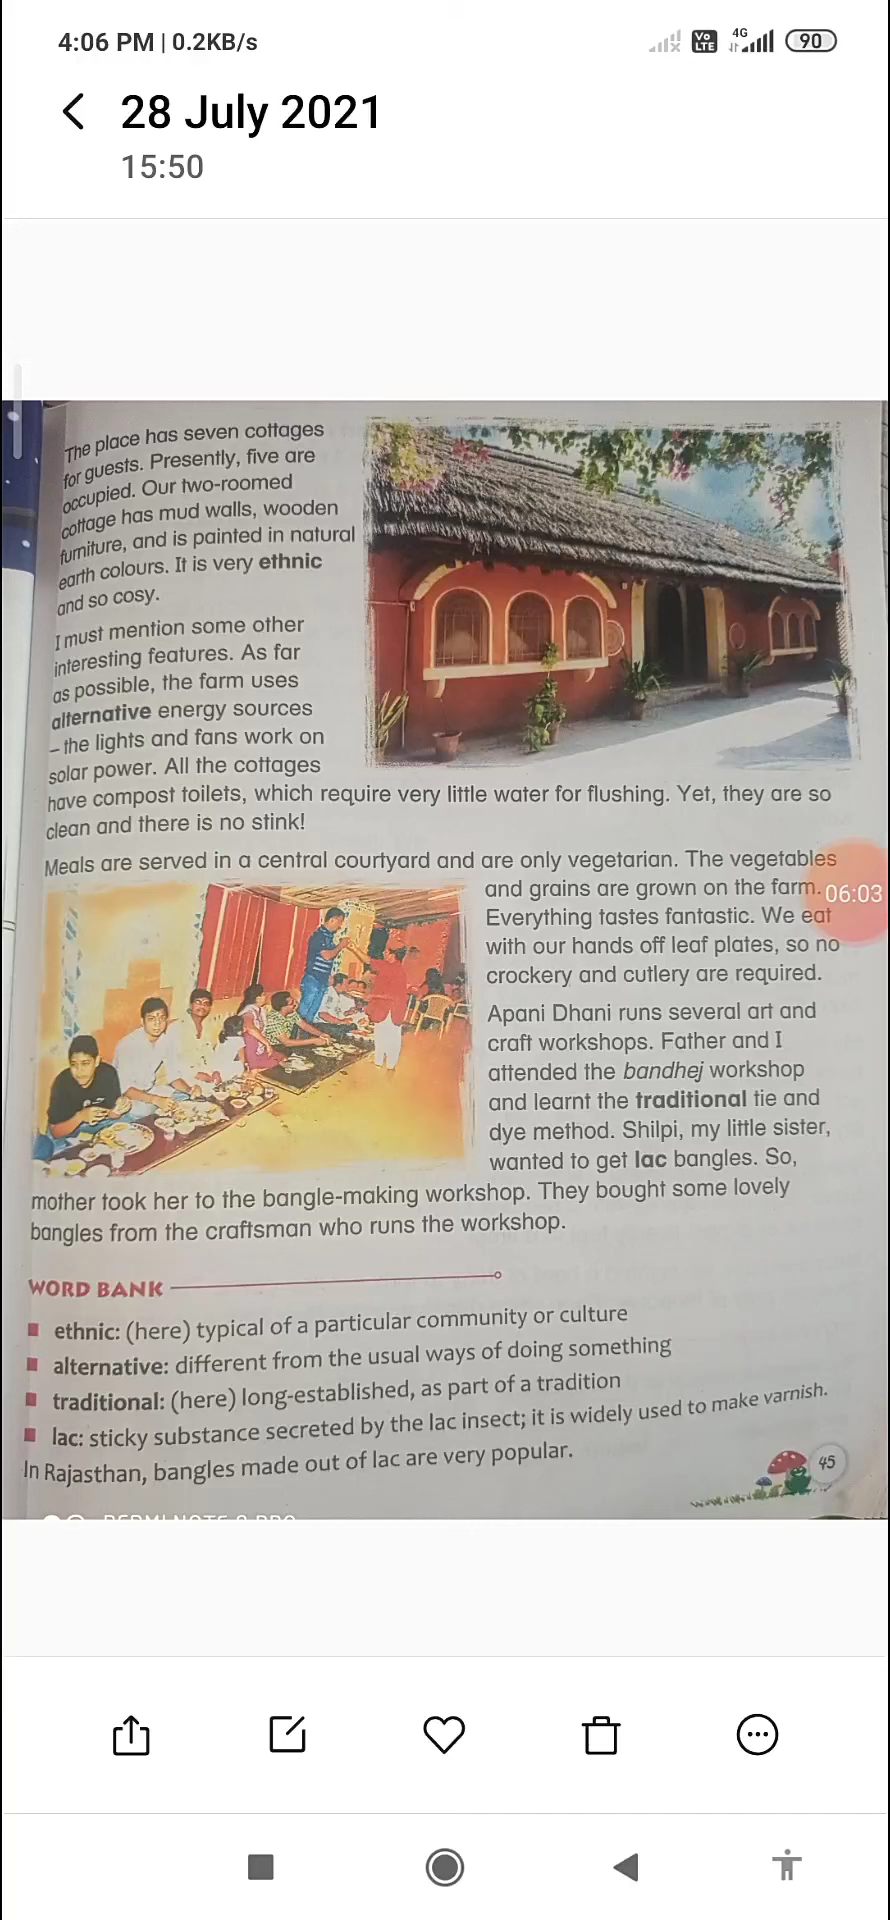 4:06 PM | 0.2KB/s
Vo LTE
4G
90
28 July 2021
15:50
The place has seven cottages
for guests. Presently, five are
occupied. Our two-roomed
cottage has mud walls, wooden
furniture, and is painted in natural
earth colours. It is very ethnic
and so cosy.
I must mention some other
interesting features. As far
as possible, the farm uses
alternative energy sources
– the lights and fans work on
solar power. All the cottages
have compost toilets, which require very little water for flushing. Yet, they are so
clean and there is no stink!
Meals are served in a central courtyard and are only vegetarian. The vegetables
and grains are grown on the farm.
06:03
Everything tastes fantastic. We eat
with our hands off leaf plates, so no
crockery and cutlery are required.
Apani Dhani runs several art and
craft workshops. Father and I
attended the bandhej workshop
and learnt the traditional tie and
dye method. Shilpi, my little sister,
wanted to get lac bangles. So,
mother took her to the bangle-making workshop. They bought some lovely
bangles from the craftsman who runs the workshop.
WORD BANK
ethnic: (here) typical of a particular community or culture
alternative: different from the usual ways of doing something
traditional: (here) long-established, as part of a tradition
lac: sticky substance secreted by the lac insect; it is widely used to make varnish.
In Rajasthan, bangles made out of lac are very popular.
45